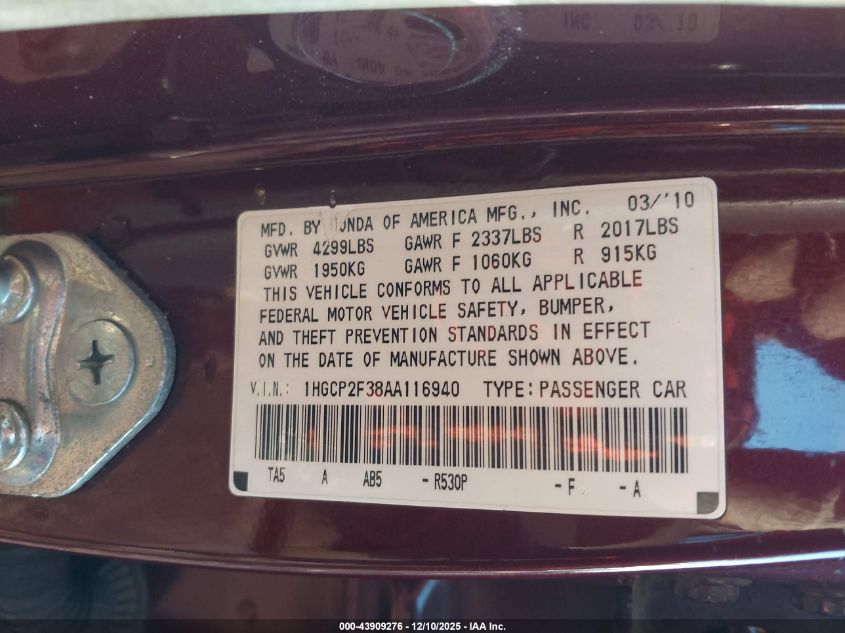 INC. 03/'10
MFD. BY HONDA OF AMERICA MFG., INC. 03/'10
GVWR 4299LBS GAWR F 2337LBS R 2017LBS
GVWR 1950KG GAWR F 1060KG R 915KG
THIS VEHICLE CONFORMS TO ALL APPLICABLE
FEDERAL MOTOR VEHICLE SAFETY, BUMPER,
AND THEFT PREVENTION STANDARDS IN EFFECT
ON THE DATE OF MANUFACTURE SHOWN ABOVE.
V.I.N.: 1HGCP2F38AA116940 TYPE: PASSENGER CAR
TA5 A AB5 - R530P - F - A
000-43909276 - 12/10/2025 - IAA Inc.